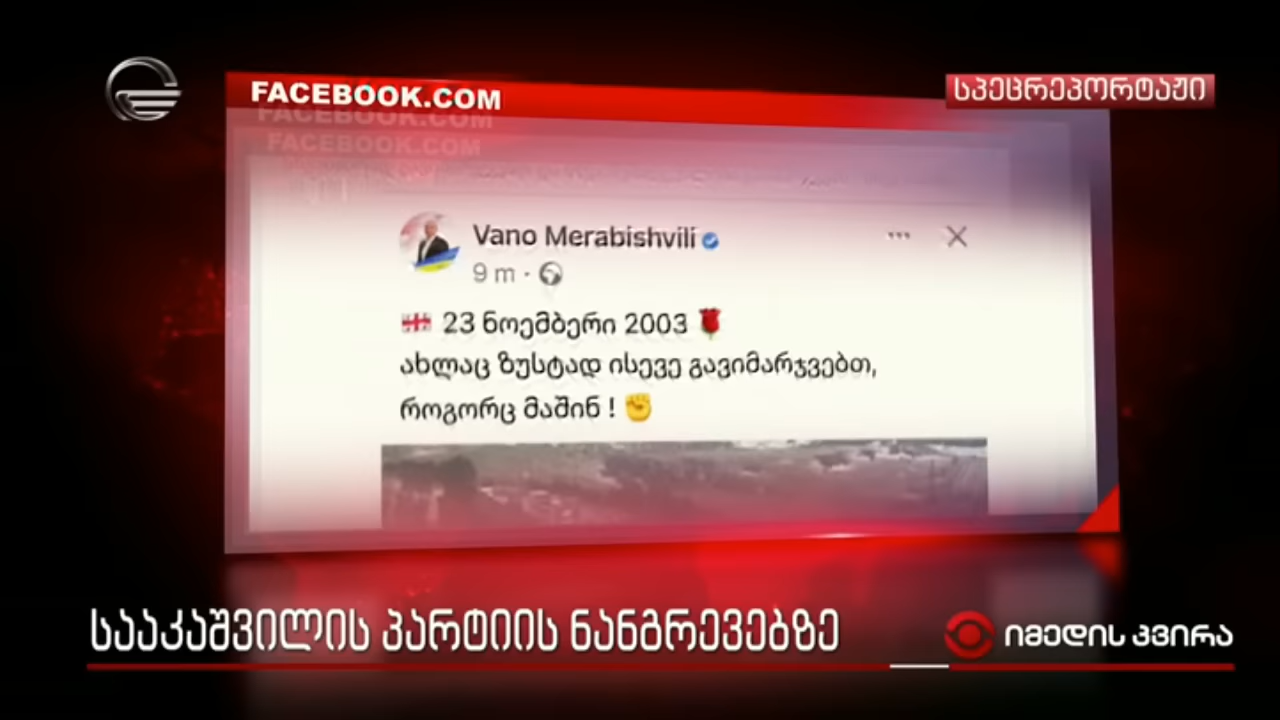 FACEBOOK.COM
სპეცრეპორტაჟი
Vano Merabishvili
9 m
23 ნოემბერი 2003
ახლაც ზუსტად ისევე გავიმარჯვებთ,
როგორც მაშინ !
სააკაშვილის პარტიის ნანგრევებზე
იმედის კვირა